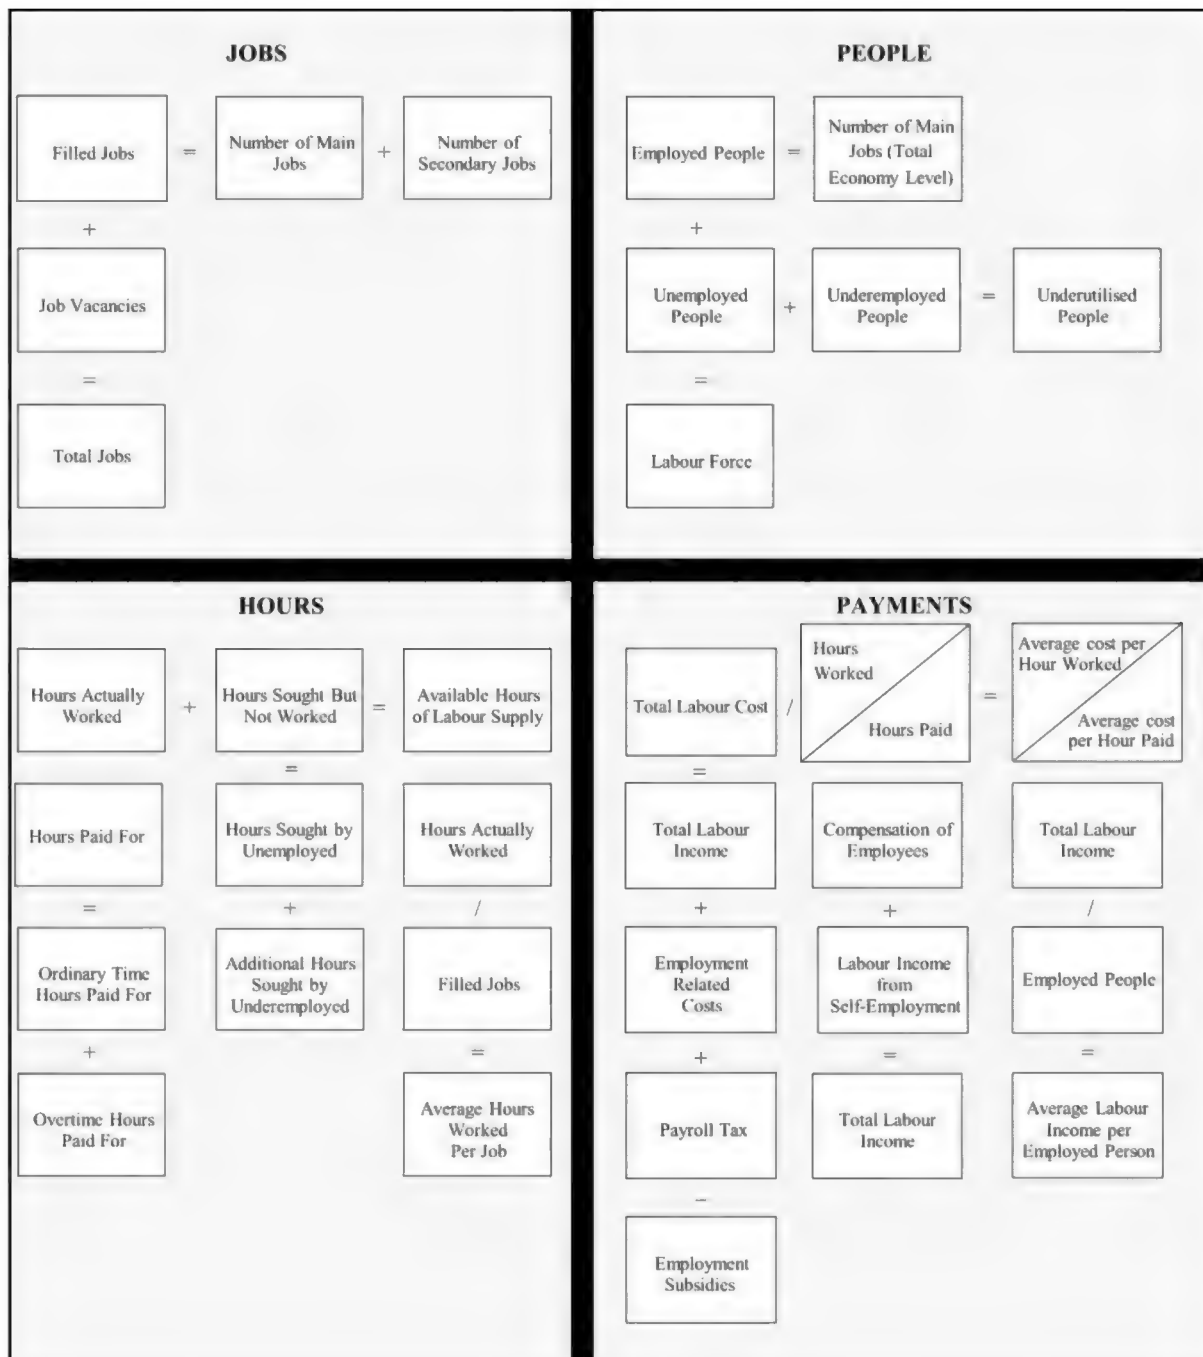 JOBS
Filled Jobs
=
Number of Main
Jobs
+
Number of
Secondary Jobs
+
Job Vacancies
=
Total Jobs
PEOPLE
Employed People
=
Number of Main
Jobs (Total
Economy Level)
+
Unemployed
People
+
Underemployed
People
=
Underutilised
People
=
Labour Force
HOURS
Hours Actually
Worked
+
Hours Sought But
Not Worked
=
Available Hours
of Labour Supply
=
Hours Paid For
Hours Sought by
Unemployed
Hours Actually
Worked
=
+
/
Ordinary Time
Hours Paid For
Additional Hours
Sought by
Underemployed
Filled Jobs
+
=
Overtime Hours
Paid For
Average Hours
Worked
Per Job
PAYMENTS
Total Labour Cost
/
Hours
Worked
Hours Paid
=
Average cost per
Hour Worked
Average cost
per Hour Paid
=
Total Labour
Income
Compensation of
Employees
Total Labour
Income
+
+
/
Employment
Related
Costs
Labour Income
from
Self-Employment
Employed People
+
=
=
Payroll Tax
Total Labour
Income
Average Labour
Income per
Employed Person
-
Employment
Subsidies